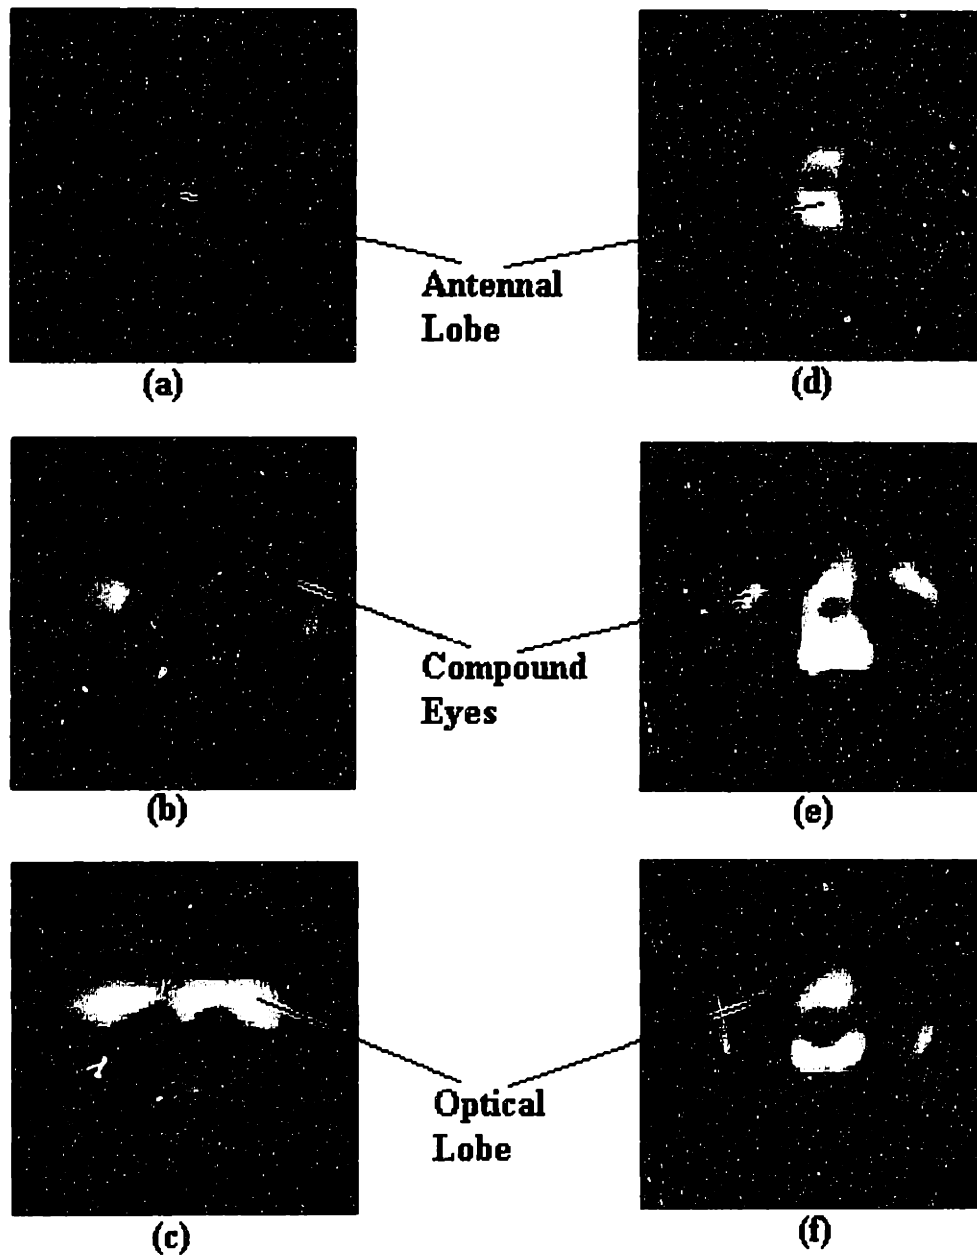 Antennal
Lobe
(a)
(d)
Compound
Eyes
(b)
(e)
Optical
Lobe
(c)
(f)